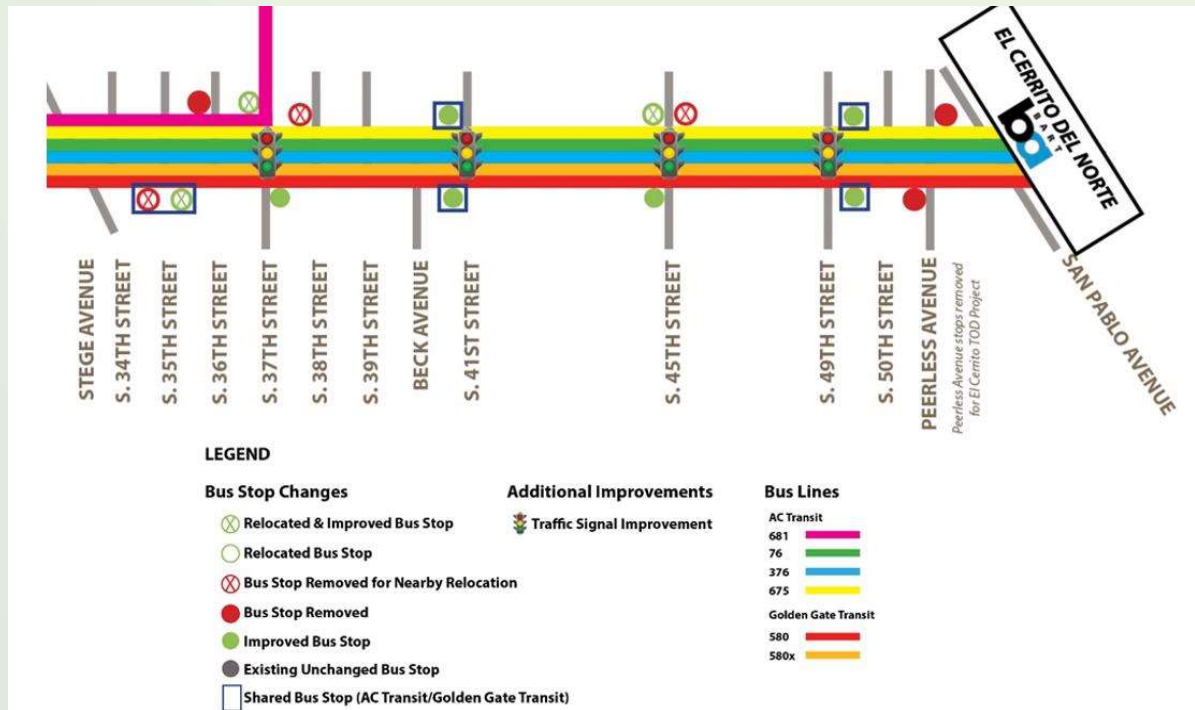 EL CERRITO DEL NORTE
ba
BART
STEGE AVENUE
S. 34TH STREET
S. 35TH STREET
S. 36TH STREET
S. 37TH STREET
S. 38TH STREET
S. 39TH STREET
BECK AVENUE
S. 41ST STREET
S. 45TH STREET
S. 49TH STREET
S. 50TH STREET
PEERLESS AVENUE
Peerless Avenue stops removed
for El Cerrito TOD Project
SAN PABLO AVENUE
LEGEND
Bus Stop Changes
Relocated & Improved Bus Stop
Relocated Bus Stop
Bus Stop Removed for Nearby Relocation
Bus Stop Removed
Improved Bus Stop
Existing Unchanged Bus Stop
Shared Bus Stop (AC Transit/Golden Gate Transit)
Additional Improvements
Traffic Signal Improvement
Bus Lines
AC Transit
681
76
376
675
Golden Gate Transit
580
580x